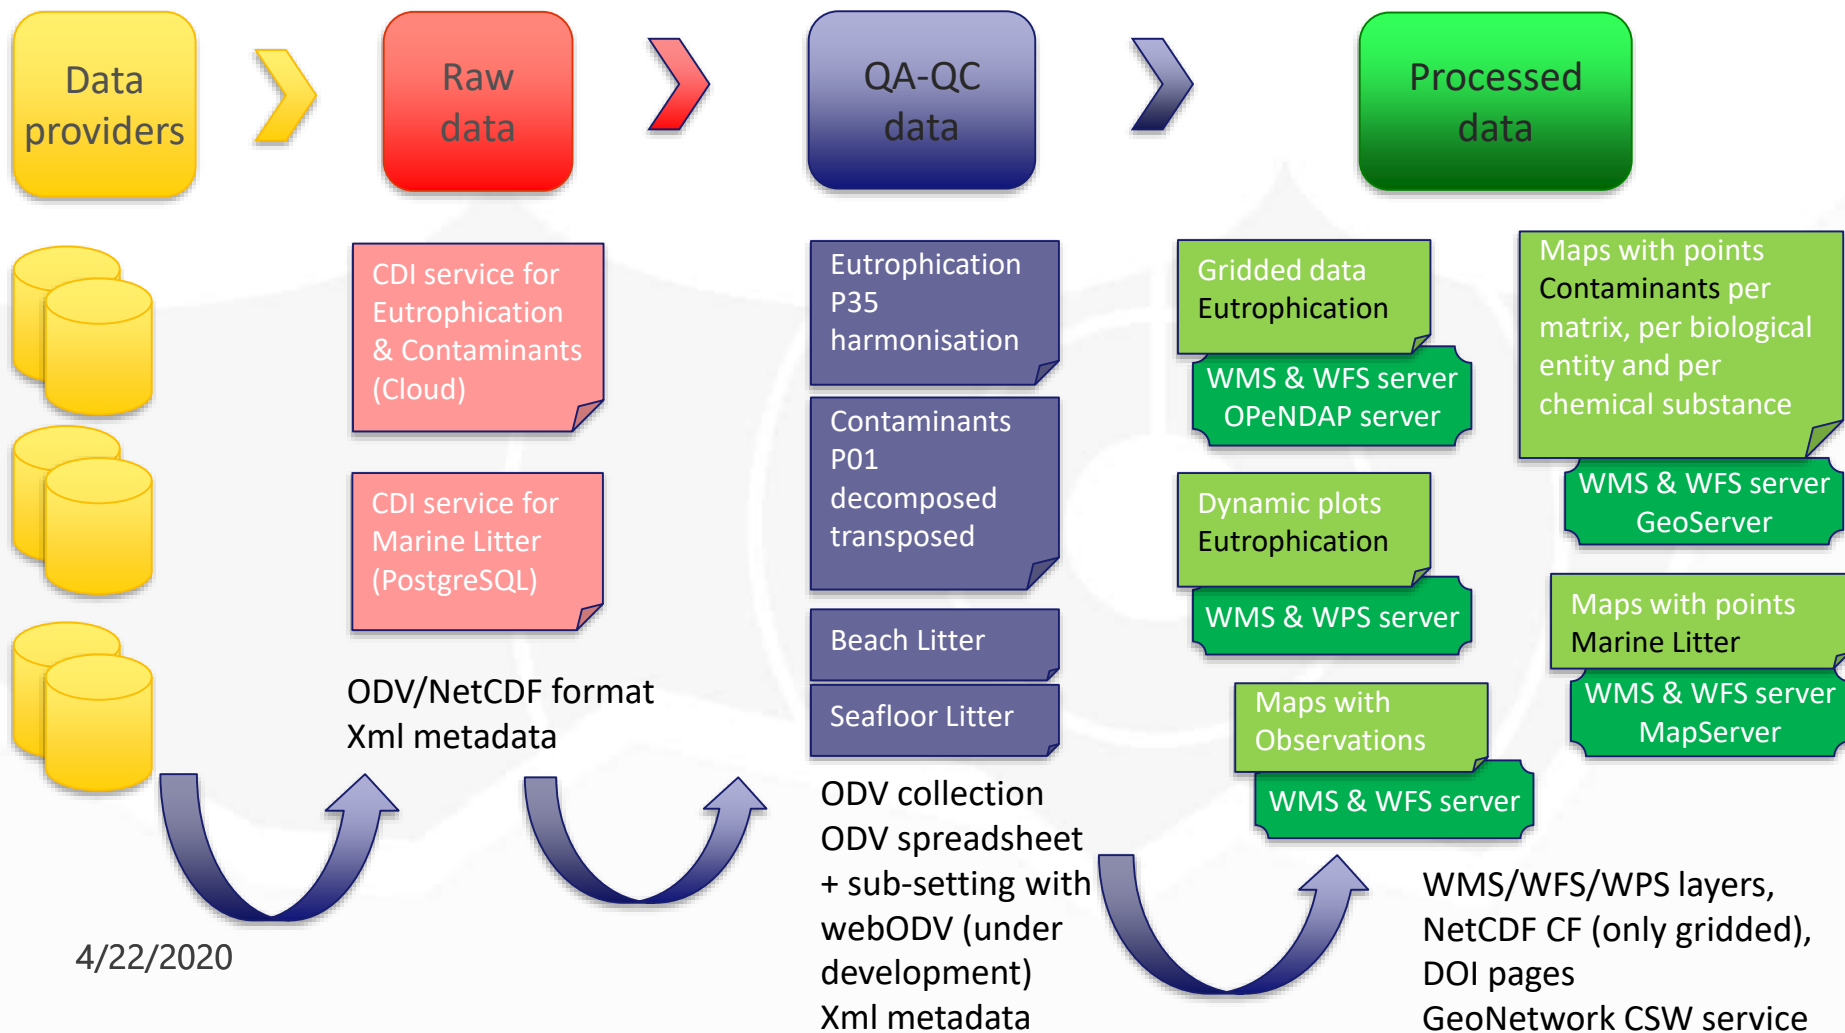 Data
providers
Raw
data
QA-QC
data
Processed
data
CDI service for
Eutrophication
& Contaminants
(Cloud)
CDI service for
Marine Litter
(PostgreSQL)
ODV/NetCDF format
Xml metadata
Eutrophication
P35
harmonisation
Contaminants
P01
decomposed
transposed
Beach Litter
Seafloor Litter
ODV collection
ODV spreadsheet
+ sub-setting with
webODV (under
development)
Xml metadata
Gridded data
Eutrophication
WMS & WFS server
OPeNDAP server
Dynamic plots
Eutrophication
WMS & WPS server
Maps with
Observations
WMS & WFS server
Maps with points
Contaminants per
matrix, per biological
entity and per
chemical substance
WMS & WFS server
GeoServer
Maps with points
Marine Litter
WMS & WFS server
MapServer
WMS/WFS/WPS layers,
NetCDF CF (only gridded),
DOI pages
GeoNetwork CSW service
4/22/2020